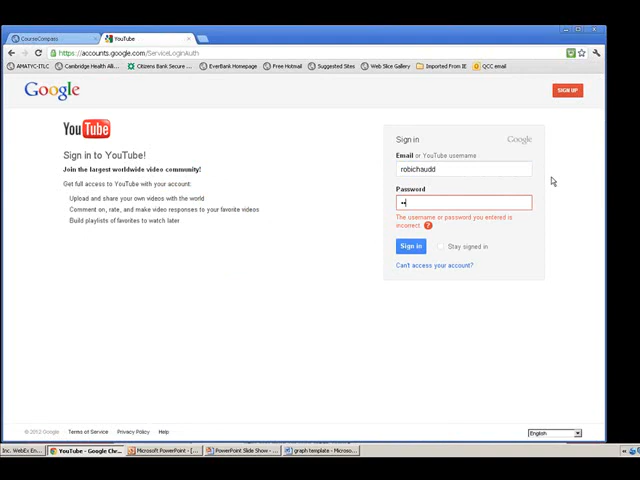 CourseCompass
YouTube
https://accounts.google.com/ServiceLoginAuth
AMATYC-ITLC
Cambridge Health Alli...
Citizens Bank Secure ...
EverBank Homepage
Free Hotmail
Suggested Sites
Web Slice Gallery
Imported From IE
QCC email
Google
SIGN UP
YouTube
Sign in to YouTube!
Join the largest worldwide video community!
Get full access to YouTube with your account:
Upload and share your own videos with the world
Comment on, rate, and make video responses to your favorite videos
Build playlists of favorites to watch later
Sign in
Google
Email or YouTube username
robichaudd
Password
••
The username or password you entered is
incorrect. ?
Sign in
Stay signed in
Can't access your account?
© 2012 Google
Terms of Service
Privacy Policy
Help
English
Inc. WebEx En...
YouTube - Google Chr...
Microsoft PowerPoint - [...
PowerPoint Slide Show - ...
graph template - Microso...